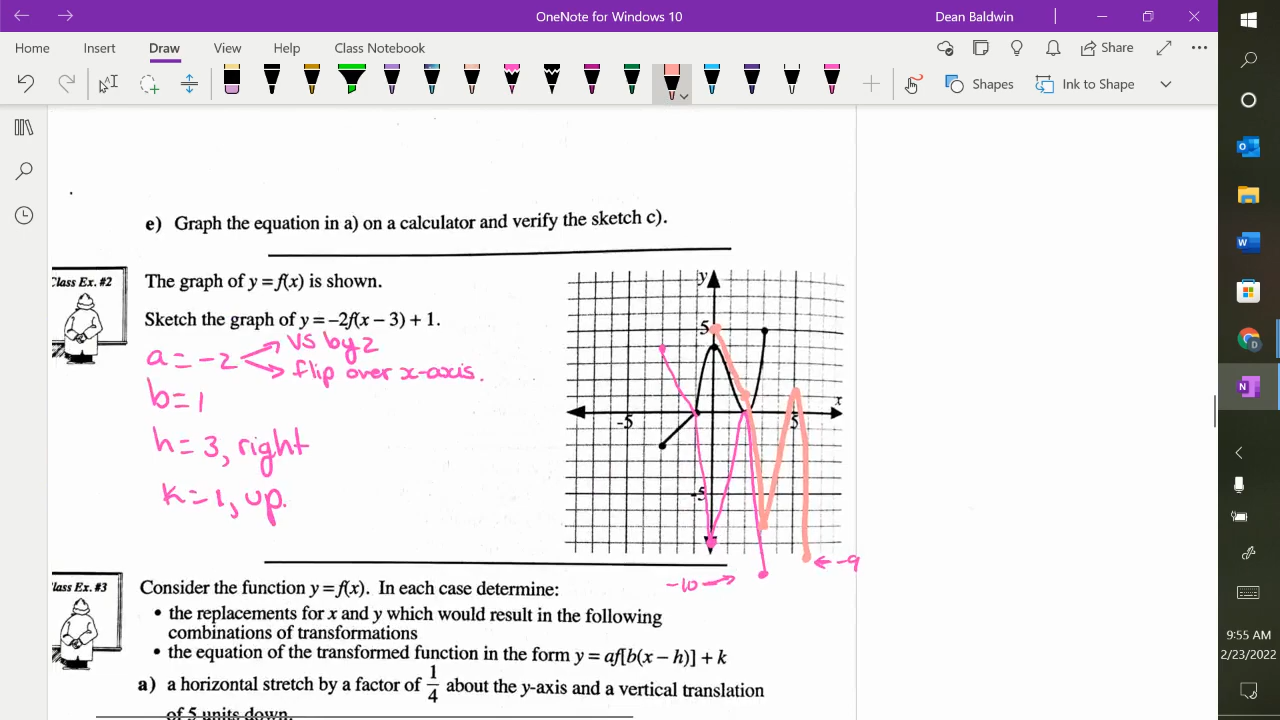 OneNote for Windows 10
Dean Baldwin
Home Insert Draw View Help Class Notebook
Share
Shapes
Ink to Shape
e) Graph the equation in a) on a calculator and verify the sketch c).
Class Ex. #2
The graph of y = f(x) is shown.
Sketch the graph of y = –2f(x – 3) + 1.
a = -2
VS by 2
flip over x-axis.
b = 1
h = 3, right
k = 1, up.
y
5
x
-5
5
-5
-10
-9
lass Ex. #3
Consider the function y = f(x). In each case determine:
• the replacements for x and y which would result in the following
combinations of transformations
• the equation of the transformed function in the form y = af[b(x – h)] + k
a) a horizontal stretch by a factor of 1/4 about the y-axis and a vertical translation
of 5 units down.
9:55 AM
2/23/2022